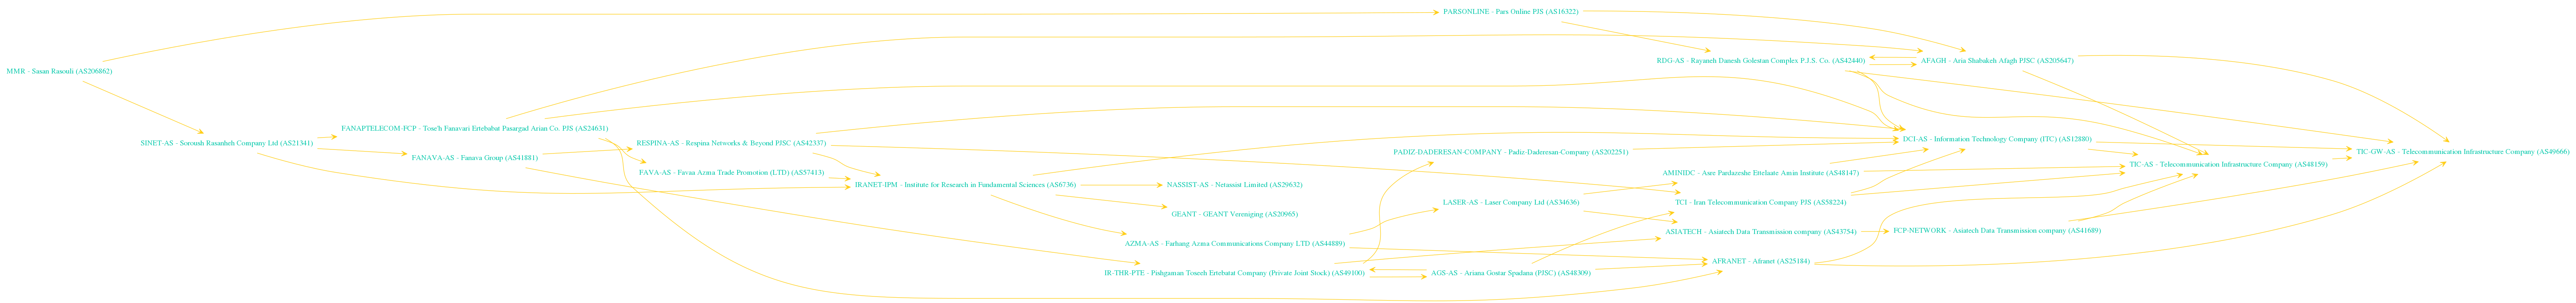 PARSONLINE - Pars Online PJS (AS16322)
MMR - Sasan Rasouli (AS206862)
RDG-AS - Rayaneh Danesh Golestan Complex P.J.S. Co. (AS42440)
AFAGH - Aria Shabakeh Afagh PJSC (AS205647)
FANAPTELECOM-FCP - Tose'h Fanavari Ertebabat Pasargad Arian Co. PJS (AS24631)
SINET-AS - Soroush Rasanheh Company Ltd (AS21341)
RESPINA-AS - Respina Networks & Beyond PJSC (AS42337)
DCI-AS - Information Technology Company (ITC) (AS12880)
FANAVA-AS - Fanava Group (AS41881)
PADIZ-DADERESAN-COMPANY - Padiz-Daderesan-Company (AS202251)
TIC-GW-AS - Telecommunication Infrastructure Company (AS49666)
TIC-AS - Telecommunication Infrastructure Company (AS48159)
FAVA-AS - Favaa Azma Trade Promotion (LTD) (AS57413)
AMINIDC - Asre Pardazeshe Ettelaate Amin Institute (AS48147)
IRANET-IPM - Institute for Research in Fundamental Sciences (AS6736)
NASSIST-AS - Netassist Limited (AS29632)
LASER-AS - Laser Company Ltd (AS34636)
TCI - Iran Telecommunication Company PJS (AS58224)
GEANT - GEANT Vereniging (AS20965)
ASIATECH - Asiatech Data Transmission company (AS43754)
FCP-NETWORK - Asiatech Data Transmission company (AS41689)
AZMA-AS - Farhang Azma Communications Company LTD (AS44889)
AFRANET - Afranet (AS25184)
IR-THR-PTE - Pishgaman Toseeh Ertebatat Company (Private Joint Stock) (AS49100)
AGS-AS - Ariana Gostar Spadana (PJSC) (AS48309)